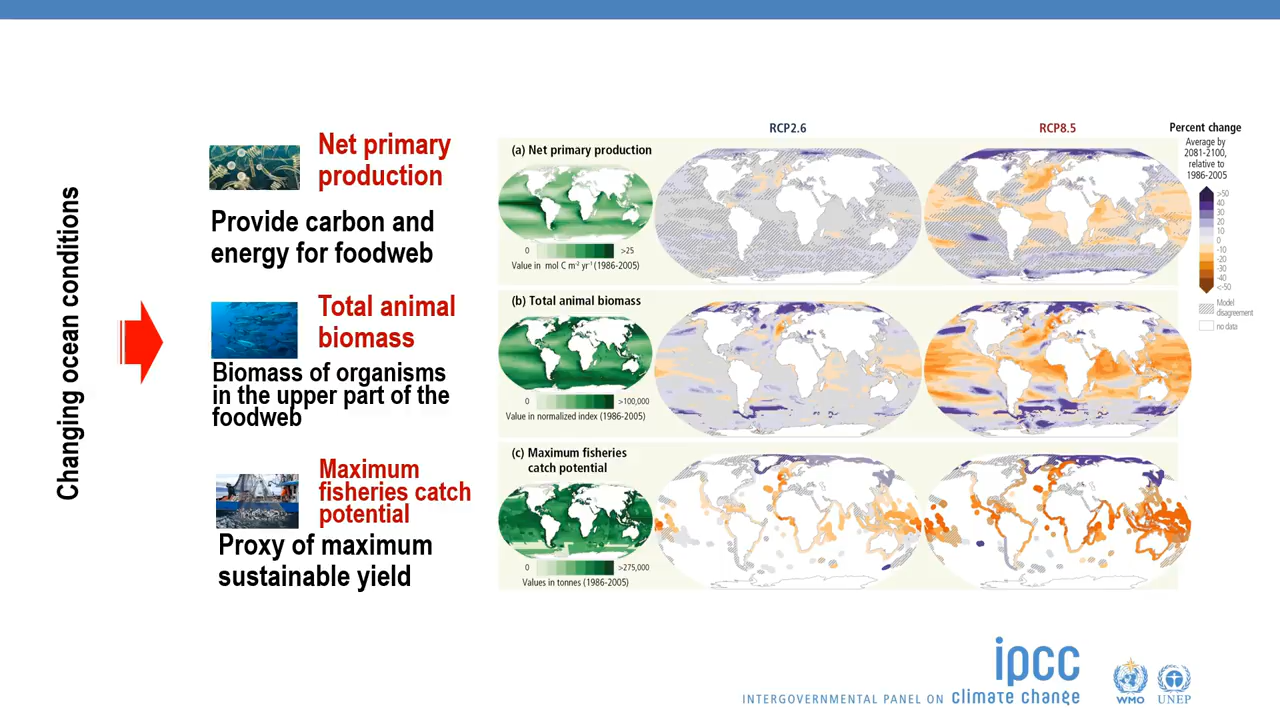 Changing ocean conditions
Net primary
production
Provide carbon and
energy for foodweb
Total animal
biomass
Biomass of organisms
in the upper part of the
foodweb
Maximum
fisheries catch
potential
Proxy of maximum
sustainable yield
RCP2.6
RCP8.5
(a) Net primary production
0 >25
Value in mol C m⁻² yr⁻¹ (1986-2005)
(b) Total animal biomass
0 >100,000
Value in normalized index (1986-2005)
(c) Maximum fisheries
catch potential
0 >275,000
Values in tonnes (1986-2005)
Percent change
Average by
2081-2100,
relative to
1986-2005
>50
40
30
20
10
0
-10
-20
-30
-40
<-50
Model
disagreement
no data
ipcc
INTERGOVERNMENTAL PANEL ON climate change
WMO
UNEP